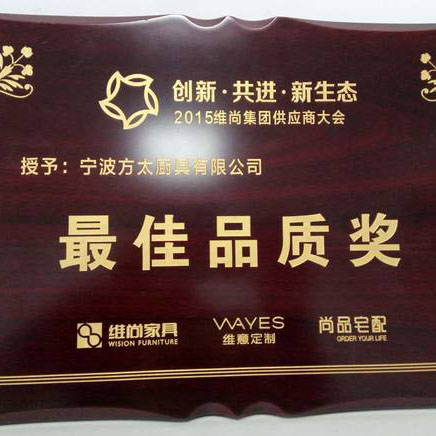 创新·共进·新生态
2015维尚集团供应商大会
授予：宁波方太厨具有限公司
最佳品质奖
维尚家具
WISION FURNITURE
WAYES
维意定制
尚品宅配
ORDER YOUR LIFE